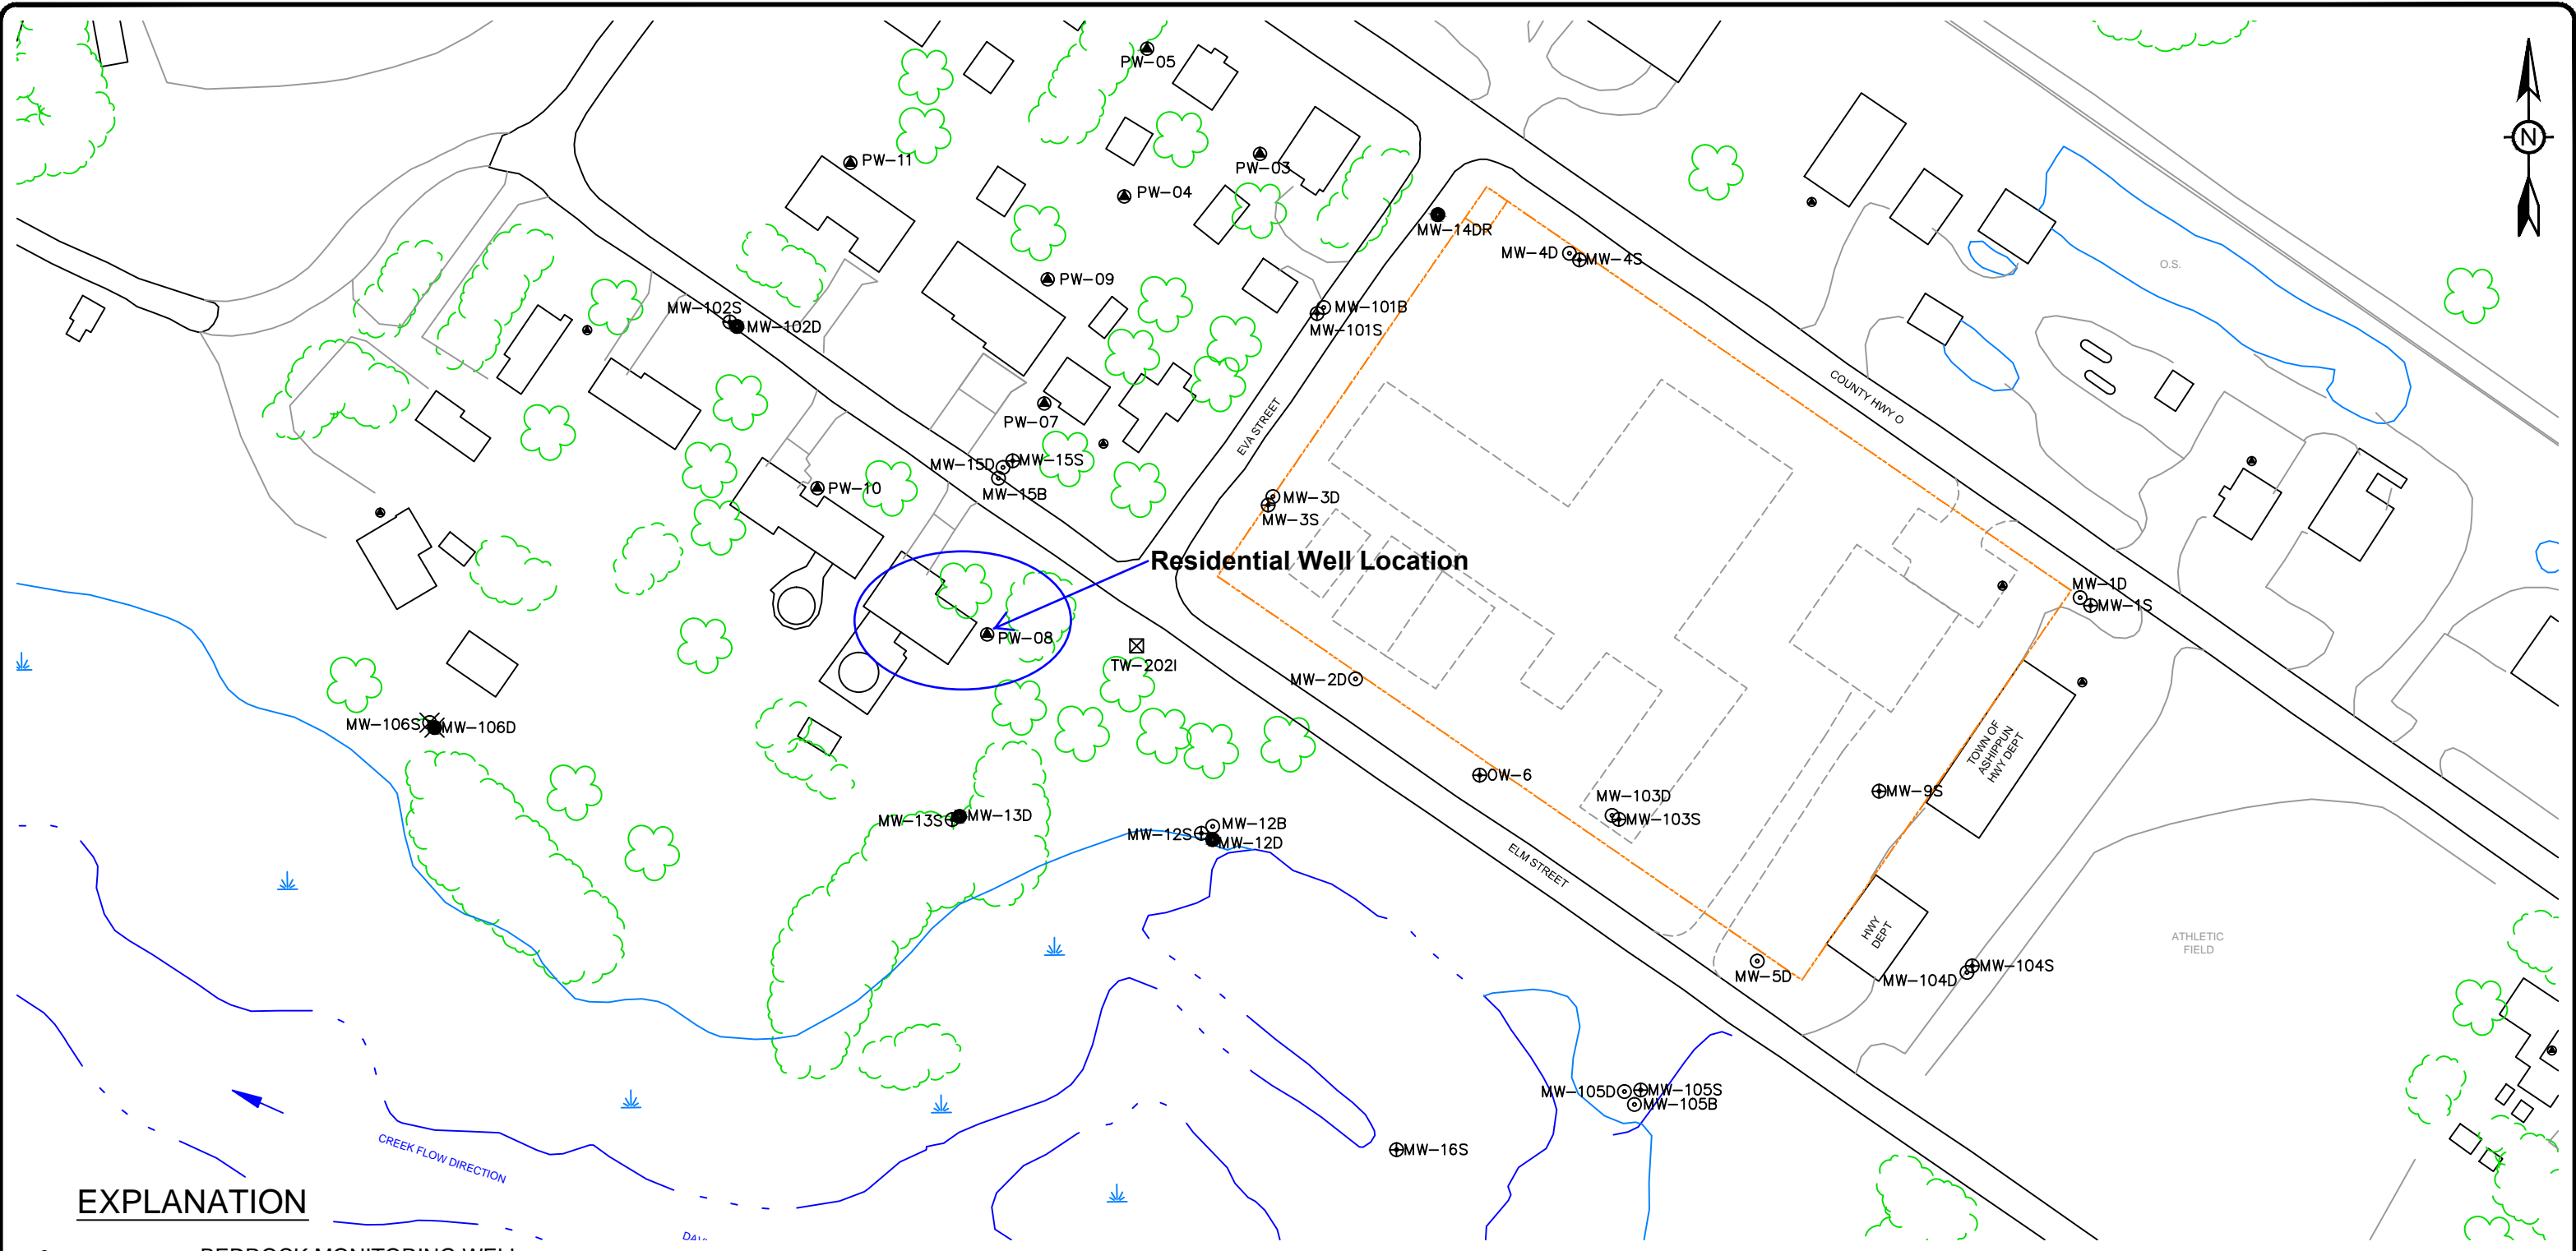 PW-05
N
PW-11
PW-03
PW-04
MW-14DR
MW-4D
MW-4S
O.S.
PW-09
MW-102S
MW-102D
MW-101B
MW-101S
COUNTY HWY O
PW-07
EVA STREET
MW-15D
MW-15S
MW-15B
PW-10
MW-3D
MW-3S
Residential Well Location
MW-1D
MW-1S
PW-08
TW-202I
MW-2D
MW-106S
MW-106D
TOWN OF
ASHIPPUN
HWY DEPT
OW-6
MW-9S
MW-103D
MW-103S
MW-13S
MW-13D
MW-12B
MW-12S
MW-12D
ELM STREET
HWY
DEPT
ATHLETIC
FIELD
MW-5D
MW-104S
MW-104D
MW-105D
MW-105S
MW-105B
CREEK FLOW DIRECTION
MW-16S
EXPLANATION
BEDROCK MONITORING WELL